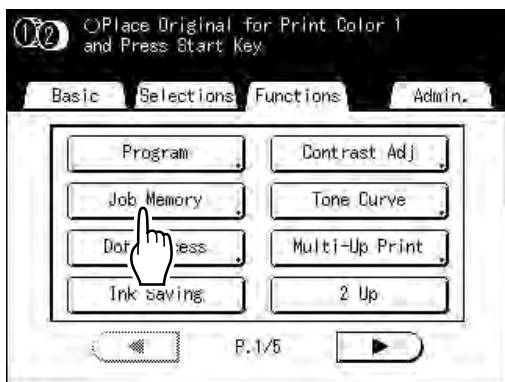 ①② ○Place Original for Print Color 1
and Press Start Key
Basic Selections Functions Admin.
Program Contrast Adj
Job Memory Tone Curve
Multi-Up Print
Ink Saving 2 Up
P.1/5